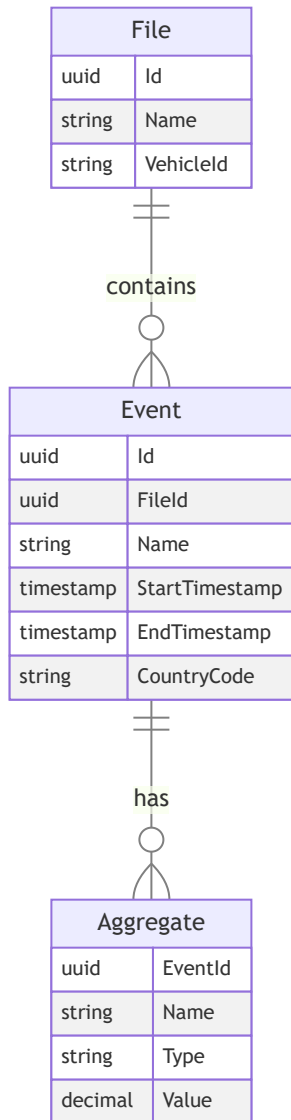 File
uuid Id
string Name
string VehicleId
contains
Event
uuid Id
uuid FileId
string Name
timestamp StartTimestamp
timestamp EndTimestamp
string CountryCode
has
Aggregate
uuid EventId
string Name
string Type
decimal Value